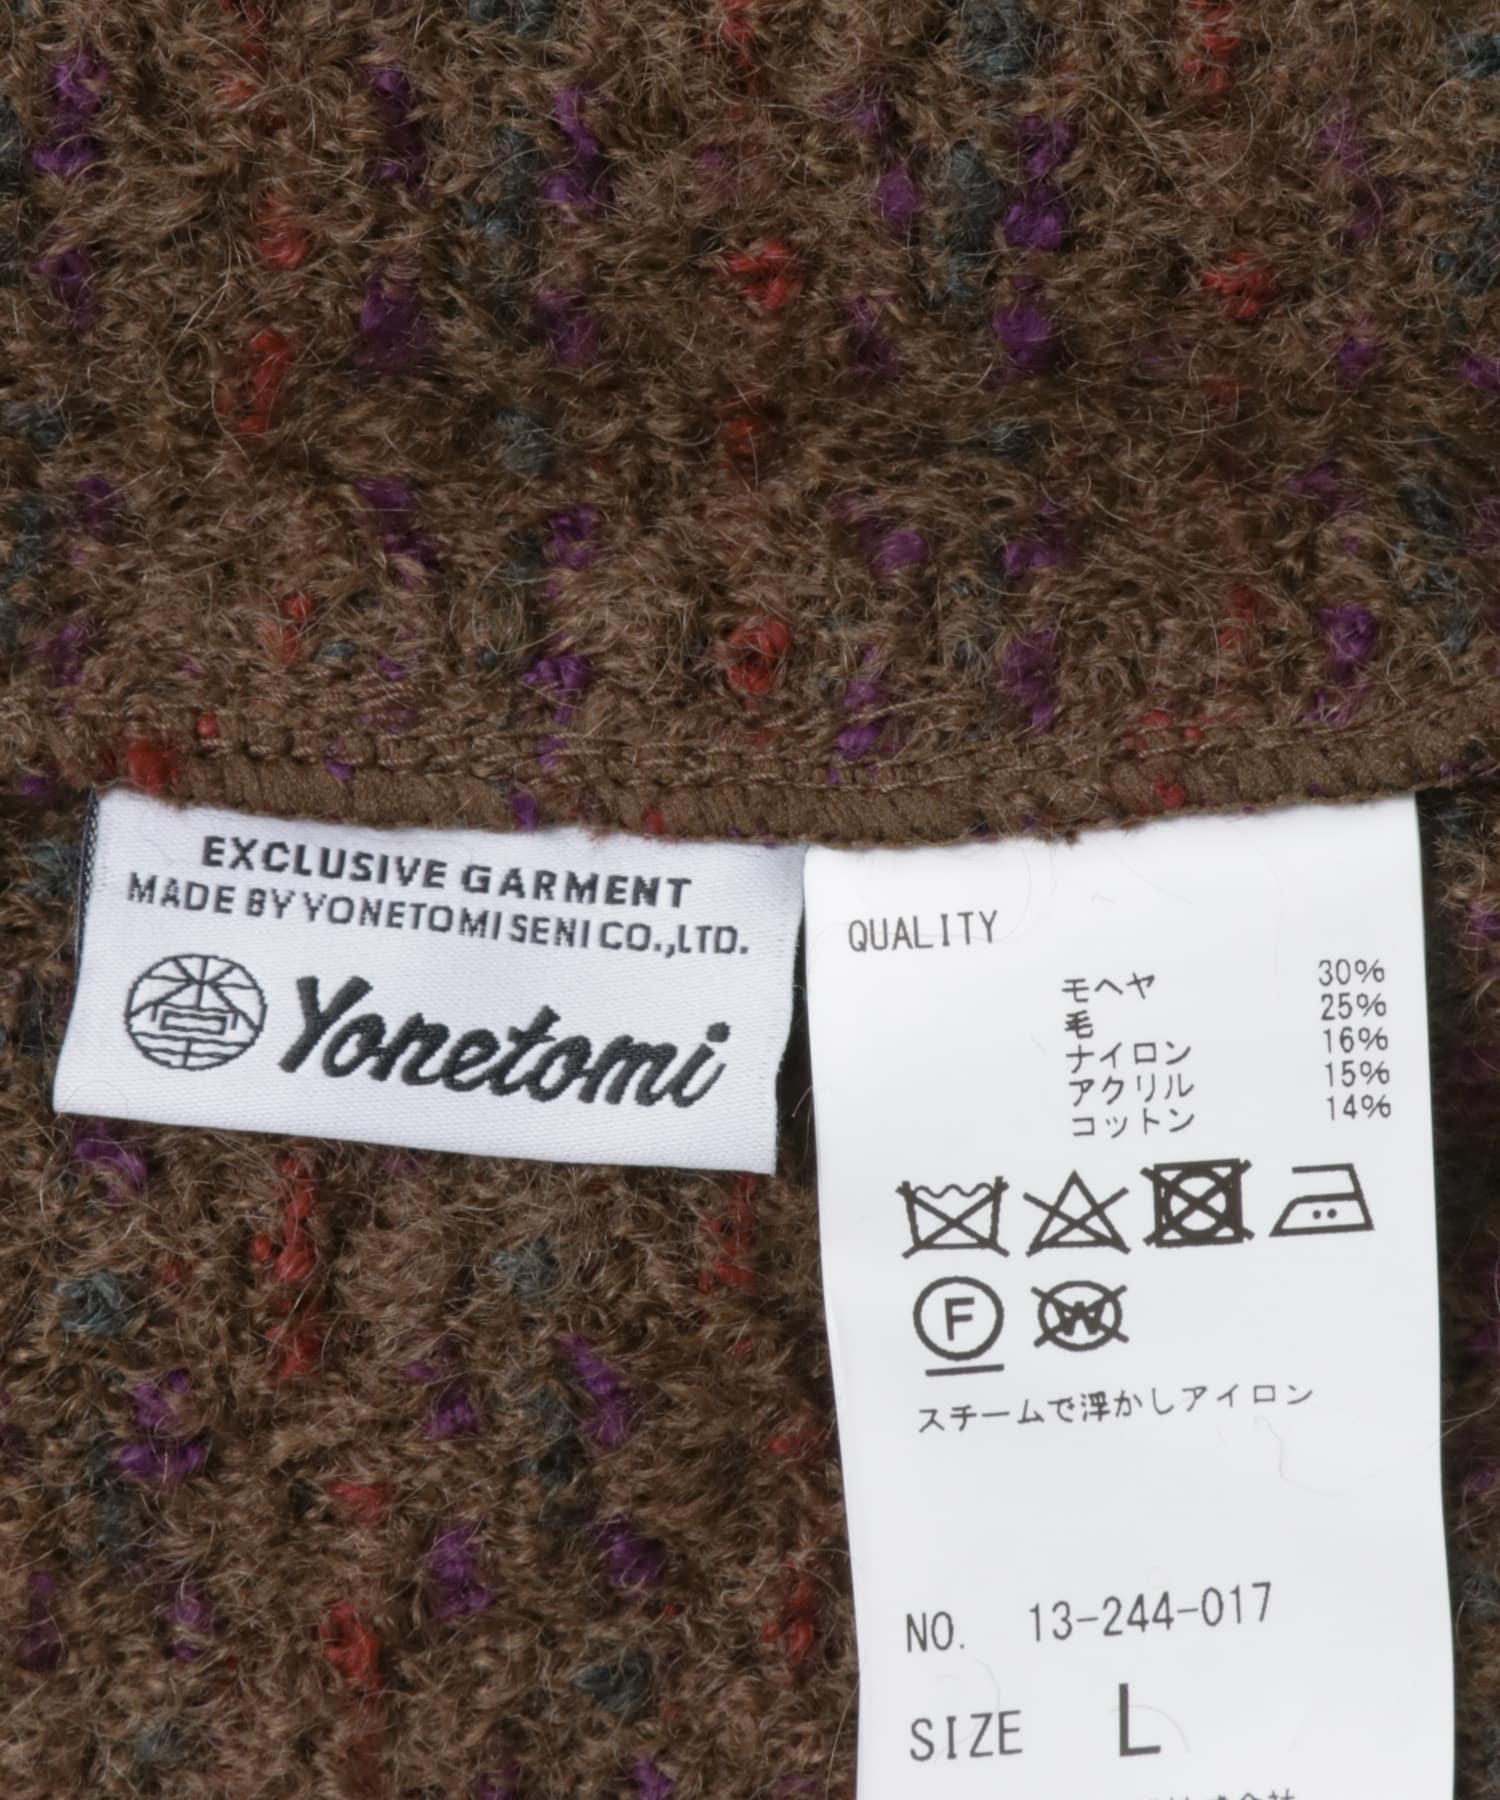 EXCLUSIVE GARMENT
MADE BY YONETOMI SENI CO.,LTD.
Yonetomi
QUALITY
モヘヤ 30%
毛 25%
ナイロン 16%
アクリル 15%
コットン 14%
F
W
スチームで浮かしアイロン
NO. 13-244-017
SIZE L